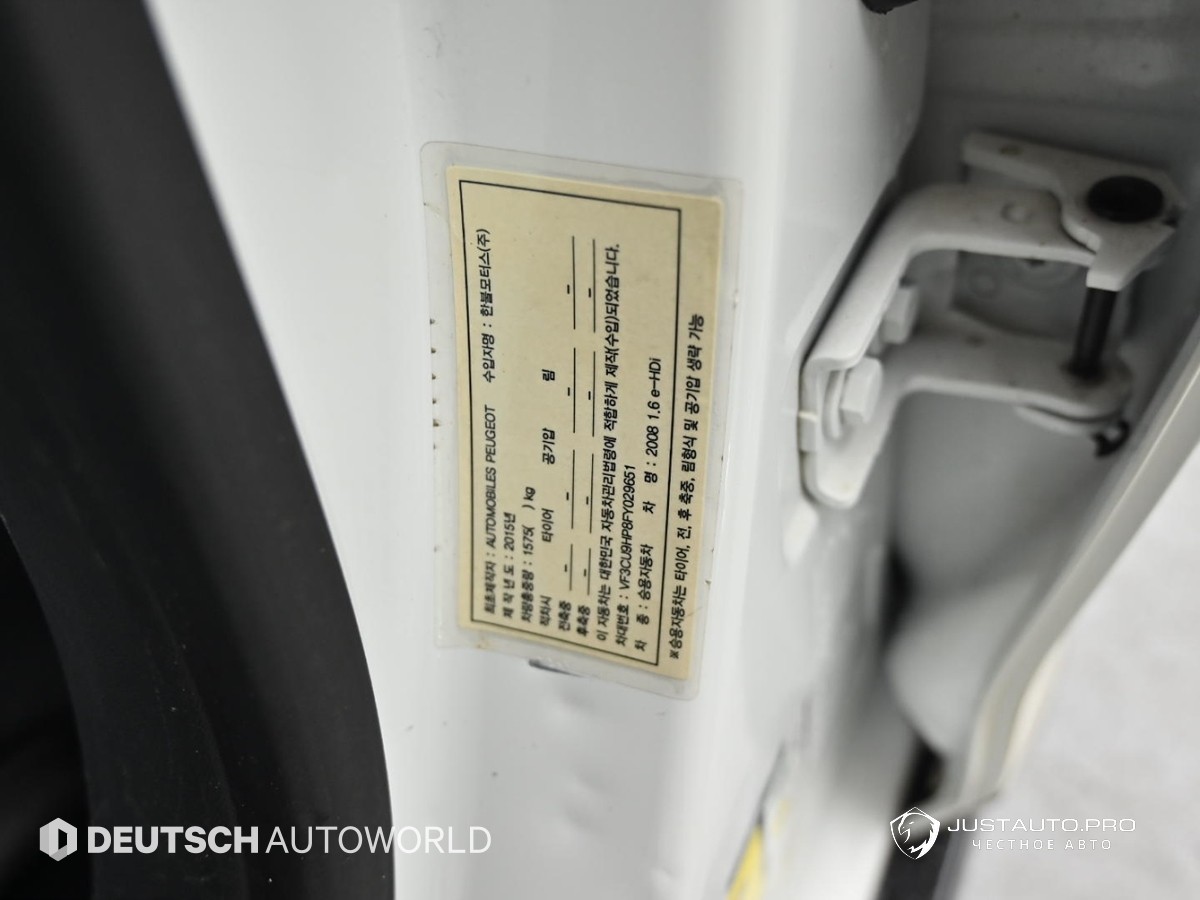 최초제작자 : AUTOMOBILES PEUGEOT 수입자명 : 한불모터스(주)
제 작 년 도 : 2015년
차량총중량 : 1575( ) kg
적차시 타이어 공기압 림
전축중 - - - -
후축중 - - - -
이 자동차는 대한민국 자동차관리법령에 적합하게 제작(수입)되었습니다.
차대번호 : VF3CU9HP8FY029651
차 종 : 승용자동차 차 명 : 2008 1.6 e-HDi
※승용자동차는 타이어, 전, 후 축중, 림형식 및 공기압 생략 가능
DEUTSCH AUTOWORLD
JUSTAUTO.PRO
ЧЕСТНОЕ АВТО